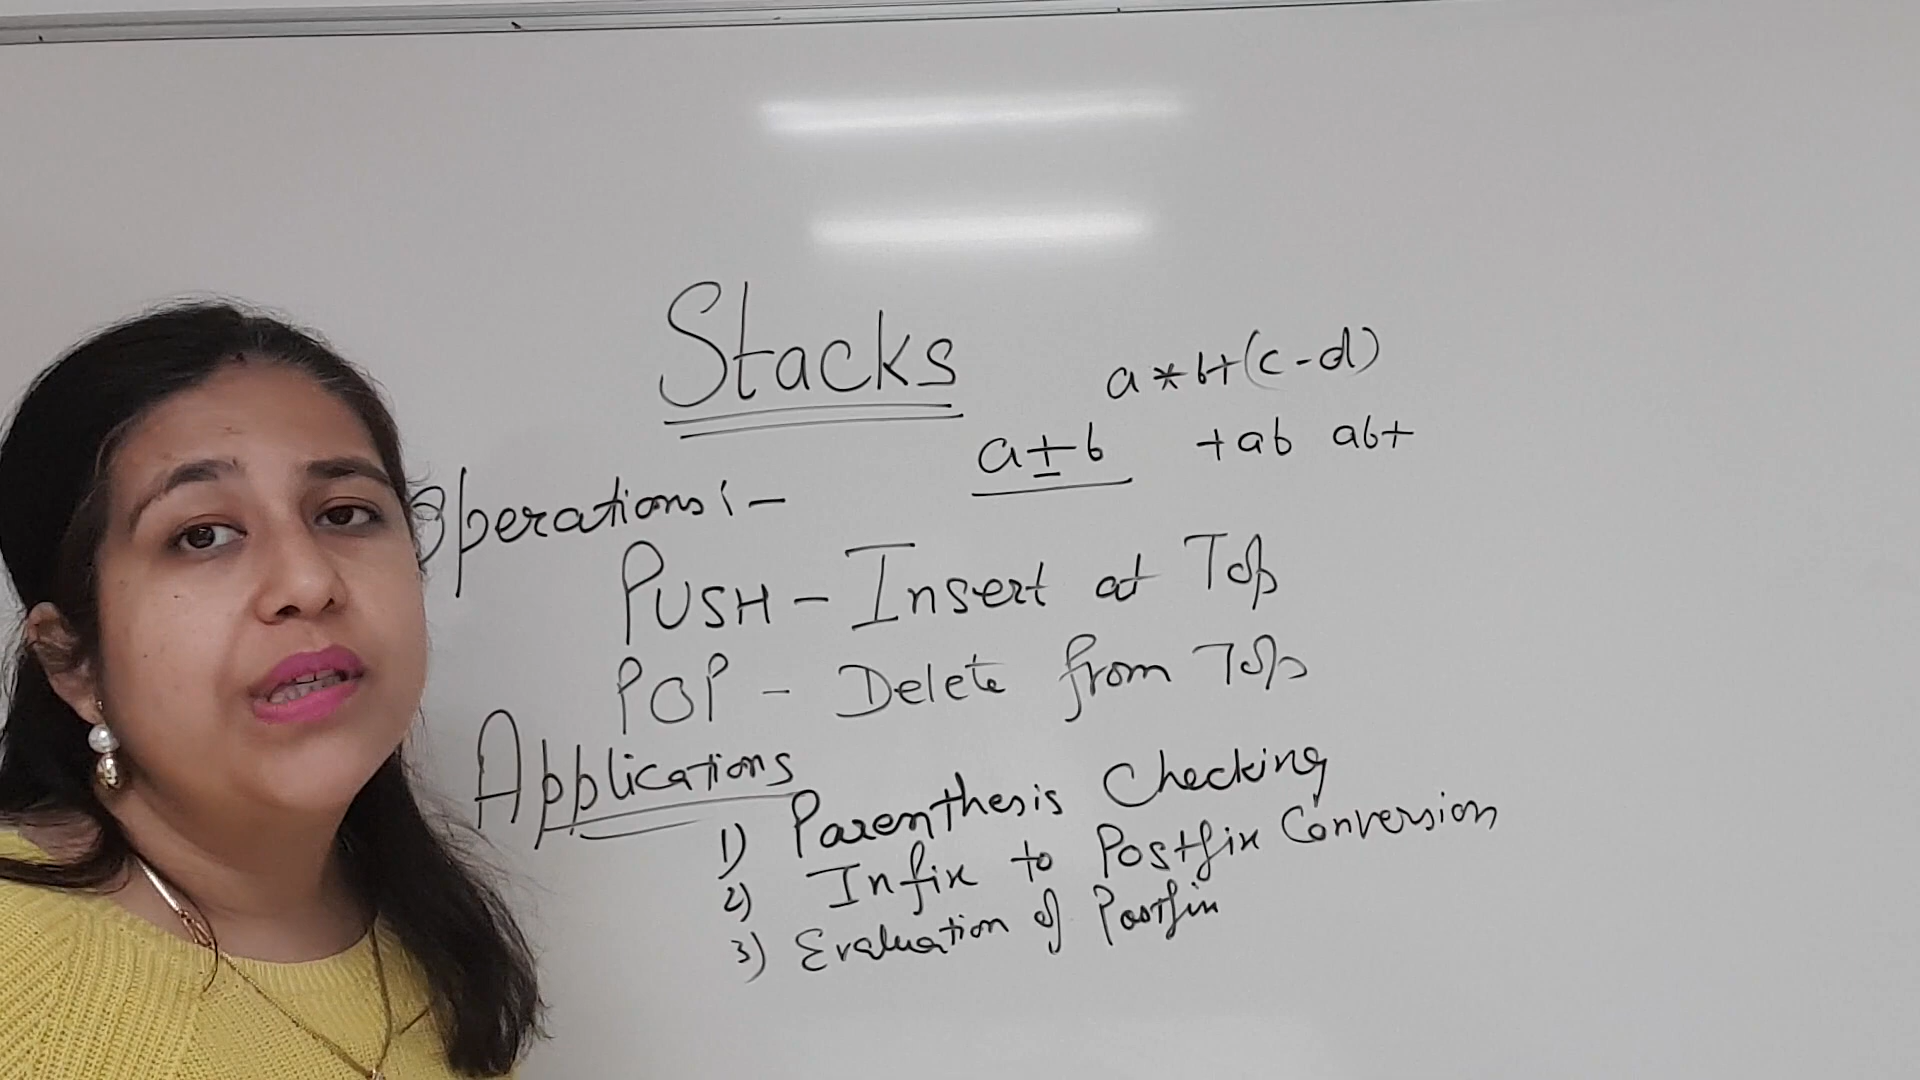 Stacks
a*b+(c-d)
a+b +ab ab+
Operations:-
PUSH - Insert at Top
POP - Delete from Top
Applications
1) Parenthesis Checking
2) Infix to Postfix Conversion
3) Evaluation of Postfix